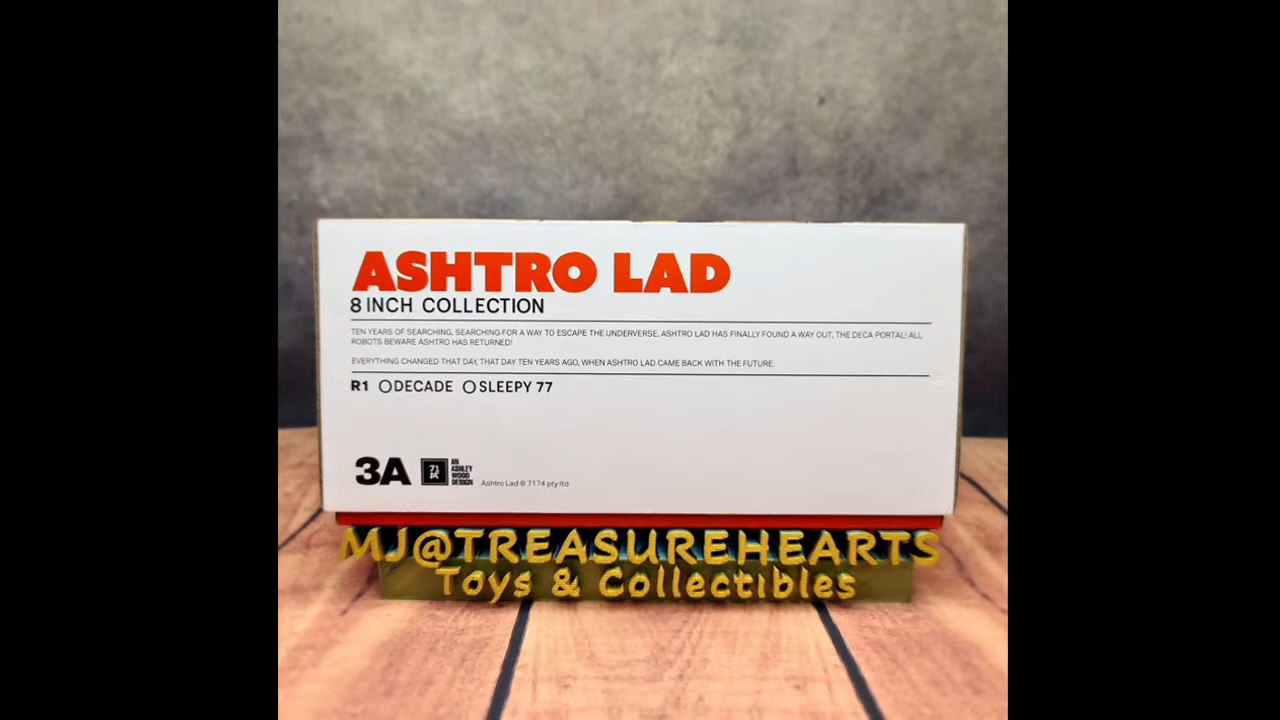 ASHTRO LAD
8 INCH COLLECTION
TEN YEARS OF SEARCHING, SEARCHING FOR A WAY TO ESCAPE THE UNDERVERSE, ASHTRO LAD HAS FINALLY FOUND A WAY OUT, THE DECA PORTAL! ALL
ROBOTS BEWARE ASHTRO HAS RETURNED!
EVERYTHING CHANGED THAT DAY, THAT DAY TEN YEARS AGO, WHEN ASHTRO LAD CAME BACK WITH THE FUTURE.
R1 ○DECADE ○SLEEPY 77
3A
AN
ASHLEY
WOOD
DESIGN
Ashtro Lad © 7174 pty ltd
MJ@TREASUREHEARTS
Toys & Collectibles